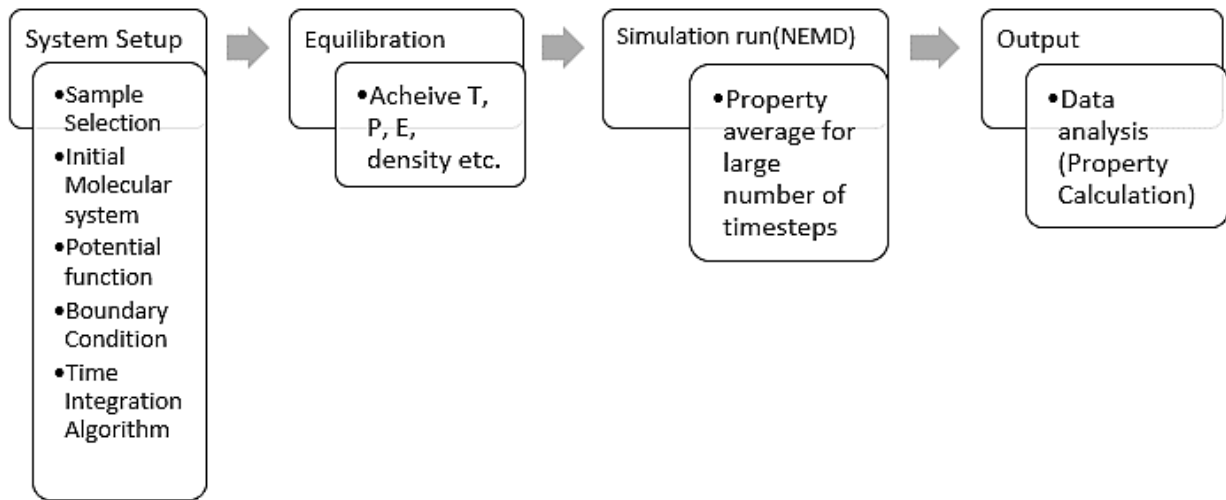 System Setup
•Sample
Selection
•Initial
Molecular
system
•Potential
function
•Boundary
Condition
•Time
Integration
Algorithm
Equilibration
•Acheive T,
P, E,
density etc.
Simulation run(NEMD)
•Property
average for
large
number of
timesteps
Output
•Data
analysis
(Property
Calculation)